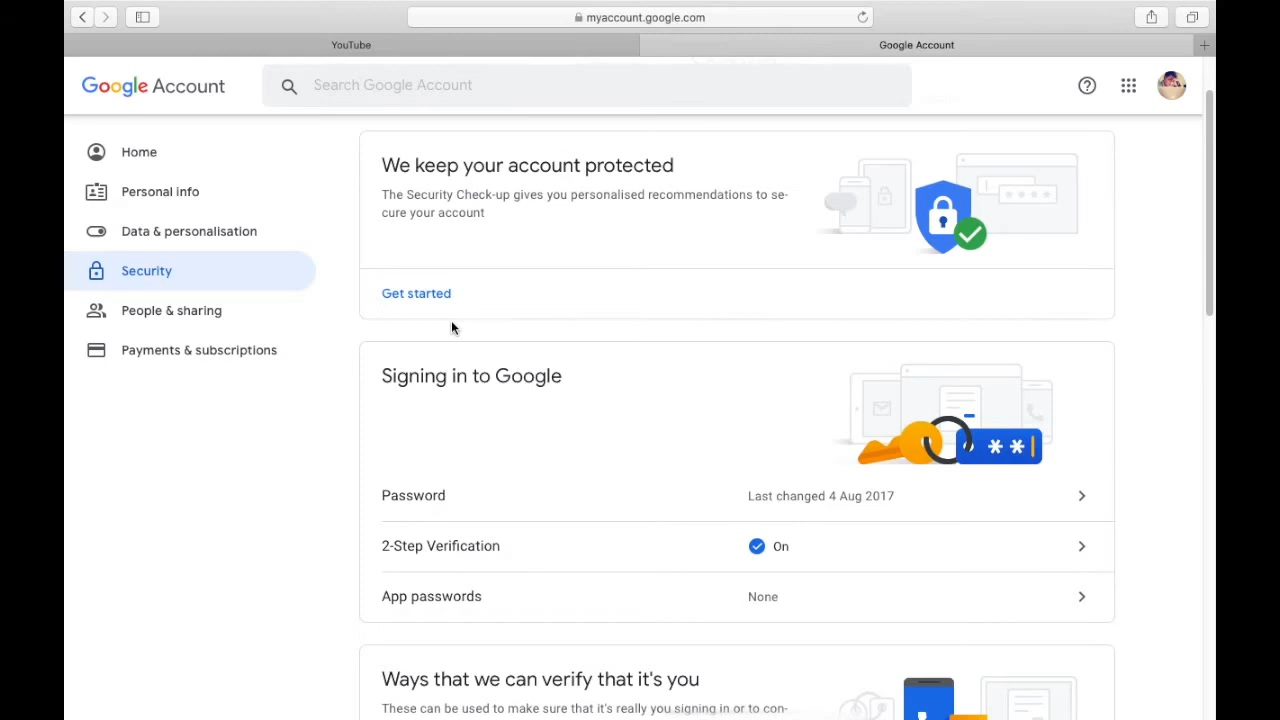 myaccount.google.com
YouTube
Google Account
Google Account
Search Google Account
Home
Personal info
Data & personalisation
Security
People & sharing
Payments & subscriptions
We keep your account protected
The Security Check-up gives you personalised recommendations to se-
cure your account
Get started
Signing in to Google
Password
Last changed 4 Aug 2017
2-Step Verification
On
App passwords
None
Ways that we can verify that it's you
These can be used to make sure that it's really you signing in or to con-